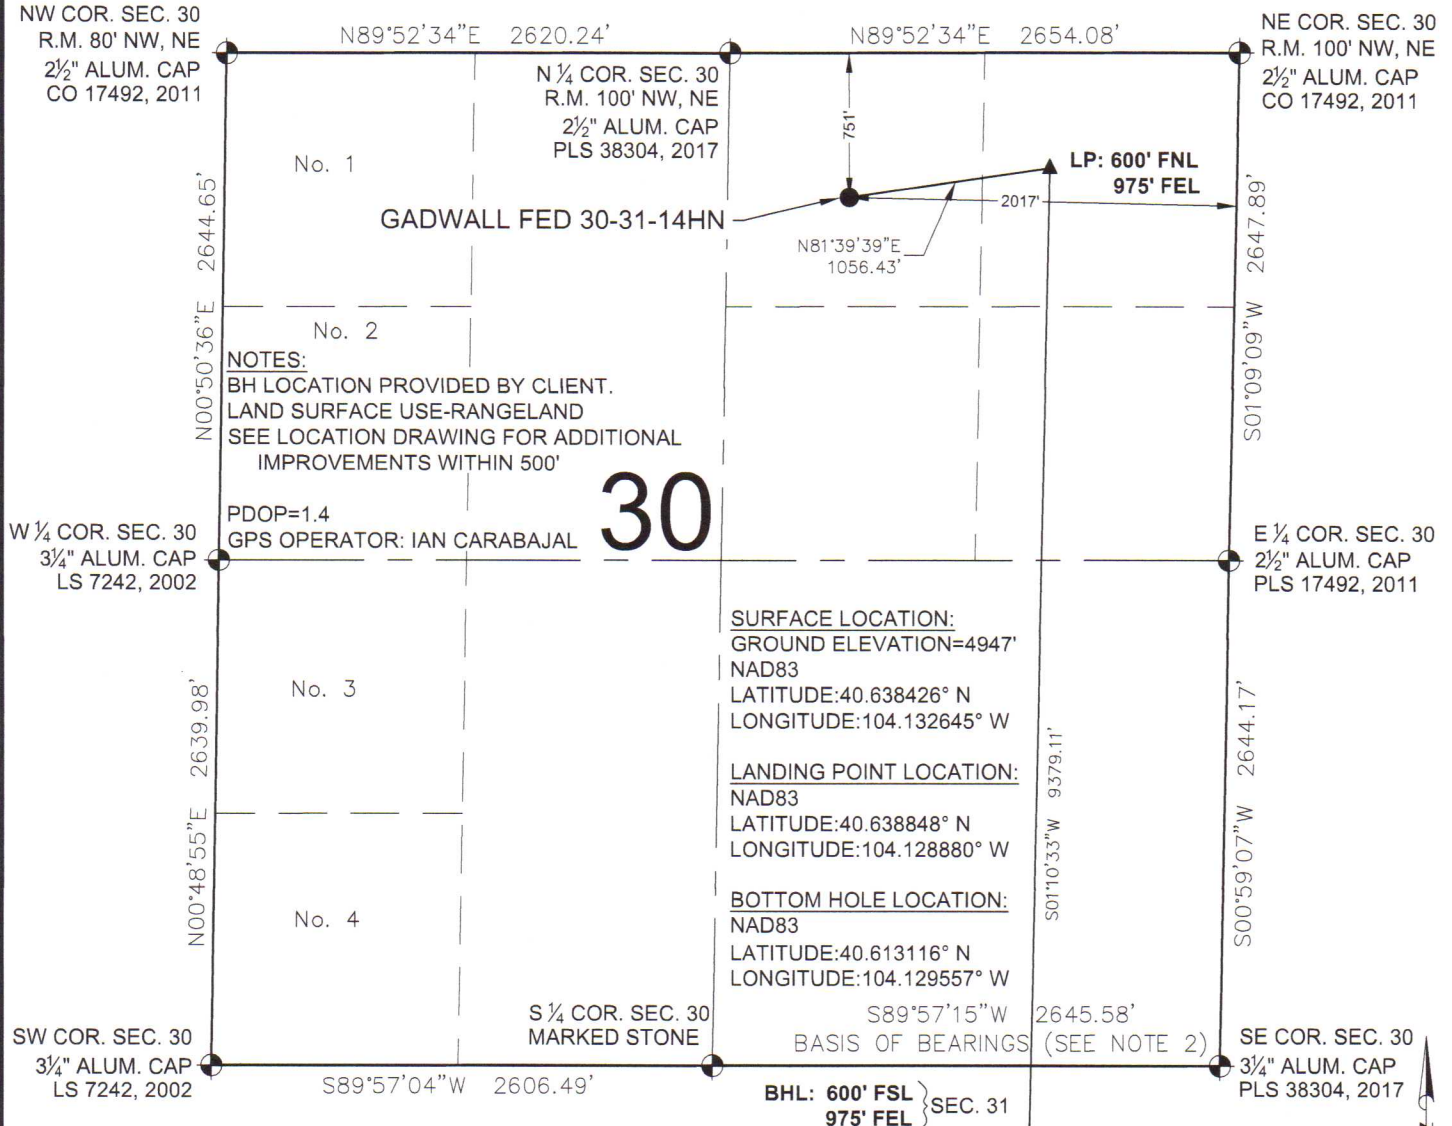 NW COR. SEC. 30
R.M. 80' NW, NE
2½" ALUM. CAP
CO 17492, 2011
N89°52'34"E 2620.24'
N89°52'34"E 2654.08'
NE COR. SEC. 30
R.M. 100' NW, NE
2½" ALUM. CAP
CO 17492, 2011
N ¼ COR. SEC. 30
R.M. 100' NW, NE
2½" ALUM. CAP
PLS 38304, 2017
751'
No. 1
LP: 600' FNL
975' FEL
2017'
GADWALL FED 30-31-14HN
N81°39'39"E
1056.43'
N00°50'36"E 2644.65'
S01°09'09"W 2647.89'
No. 2
NOTES:
BH LOCATION PROVIDED BY CLIENT.
LAND SURFACE USE-RANGELAND
SEE LOCATION DRAWING FOR ADDITIONAL
IMPROVEMENTS WITHIN 500'
PDOP=1.4
GPS OPERATOR: IAN CARABAJAL
30
W ¼ COR. SEC. 30
3¼" ALUM. CAP
LS 7242, 2002
E ¼ COR. SEC. 30
2½" ALUM. CAP
PLS 17492, 2011
SURFACE LOCATION:
GROUND ELEVATION=4947'
NAD83
LATITUDE:40.638426° N
LONGITUDE:104.132645° W
No. 3
LANDING POINT LOCATION:
NAD83
LATITUDE:40.638848° N
LONGITUDE:104.128880° W
N00°48'55"E 2639.98'
S01°10'33"W 9379.11'
S00°59'07"W 2644.17'
No. 4
BOTTOM HOLE LOCATION:
NAD83
LATITUDE:40.613116° N
LONGITUDE:104.129557° W
S ¼ COR. SEC. 30
MARKED STONE
S89°57'15"W 2645.58'
BASIS OF BEARINGS (SEE NOTE 2)
SW COR. SEC. 30
3¼" ALUM. CAP
LS 7242, 2002
S89°57'04"W 2606.49'
SE COR. SEC. 30
3¼" ALUM. CAP
PLS 38304, 2017
BHL: 600' FSL
975' FEL
SEC. 31